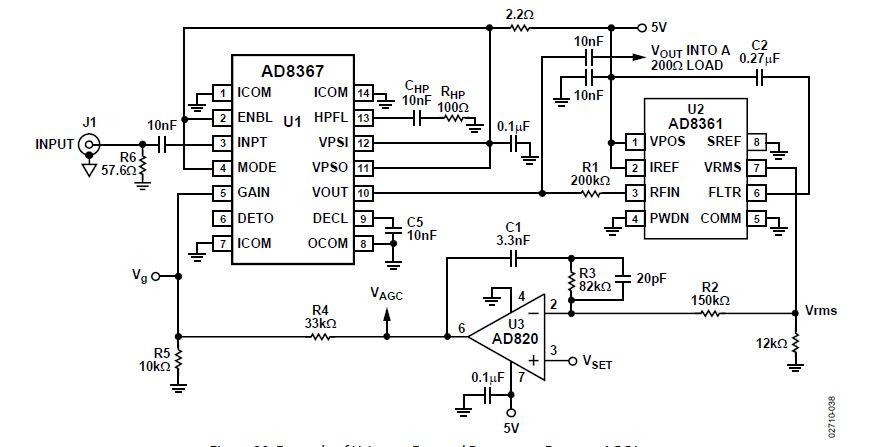 2.2Ω
5V
10nF
VOUT INTO A
200Ω LOAD
C2
0.27µF
10nF
AD8367
U1
1 ICOM
2 ENBL
3 INPT
4 MODE
5 GAIN
6 DETO
7 ICOM
ICOM 14
HPFL 13
VPSI 12
VPSO 11
VOUT 10
DECL 9
OCOM 8
CHP
10nF
RHP
100Ω
0.1µF
J1
INPUT
10nF
R6
57.6Ω
U2
AD8361
1 VPOS
2 IREF
3 RFIN
4 PWDN
SREF 8
VRMS 7
FLTR 6
COMM 5
R1
200kΩ
C5
10nF
C1
3.3nF
R3
82kΩ
20pF
R2
150kΩ
Vg
VAGC
R4
33kΩ
6
4
2
U3
AD820
3
7
VSET
Vrms
12kΩ
R5
10kΩ
0.1µF
5V
02710-038